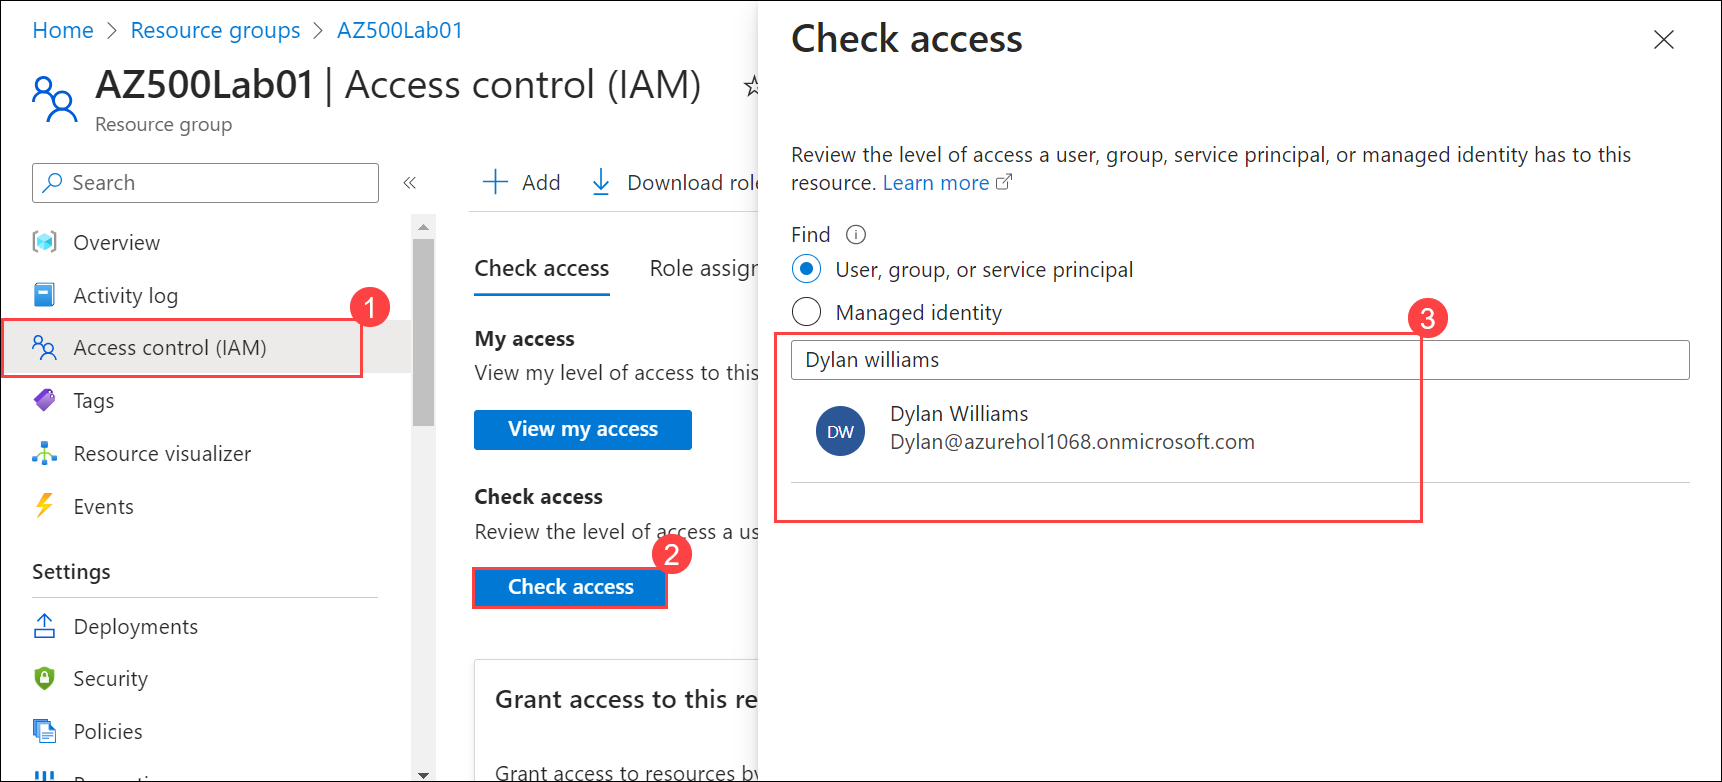 Home > Resource groups > AZ500Lab01
AZ500Lab01 | Access control (IAM)
Resource group
Search
Overview
Activity log
1
Access control (IAM)
Tags
Resource visualizer
Events
Settings
Deployments
Security
Policies
Add
Download
Check access
Role
My access
View my level of access to this
View my access
Check access
Review the level of access a
2
Check access
Grant access to this
Grant access to resources
Check access
Review the level of access a user, group, service principal, or managed identity has to this
resource. Learn more
Find
User, group, or service principal
Managed identity
3
Dylan williams
DW
Dylan Williams
Dylan@azurehol1068.onmicrosoft.com